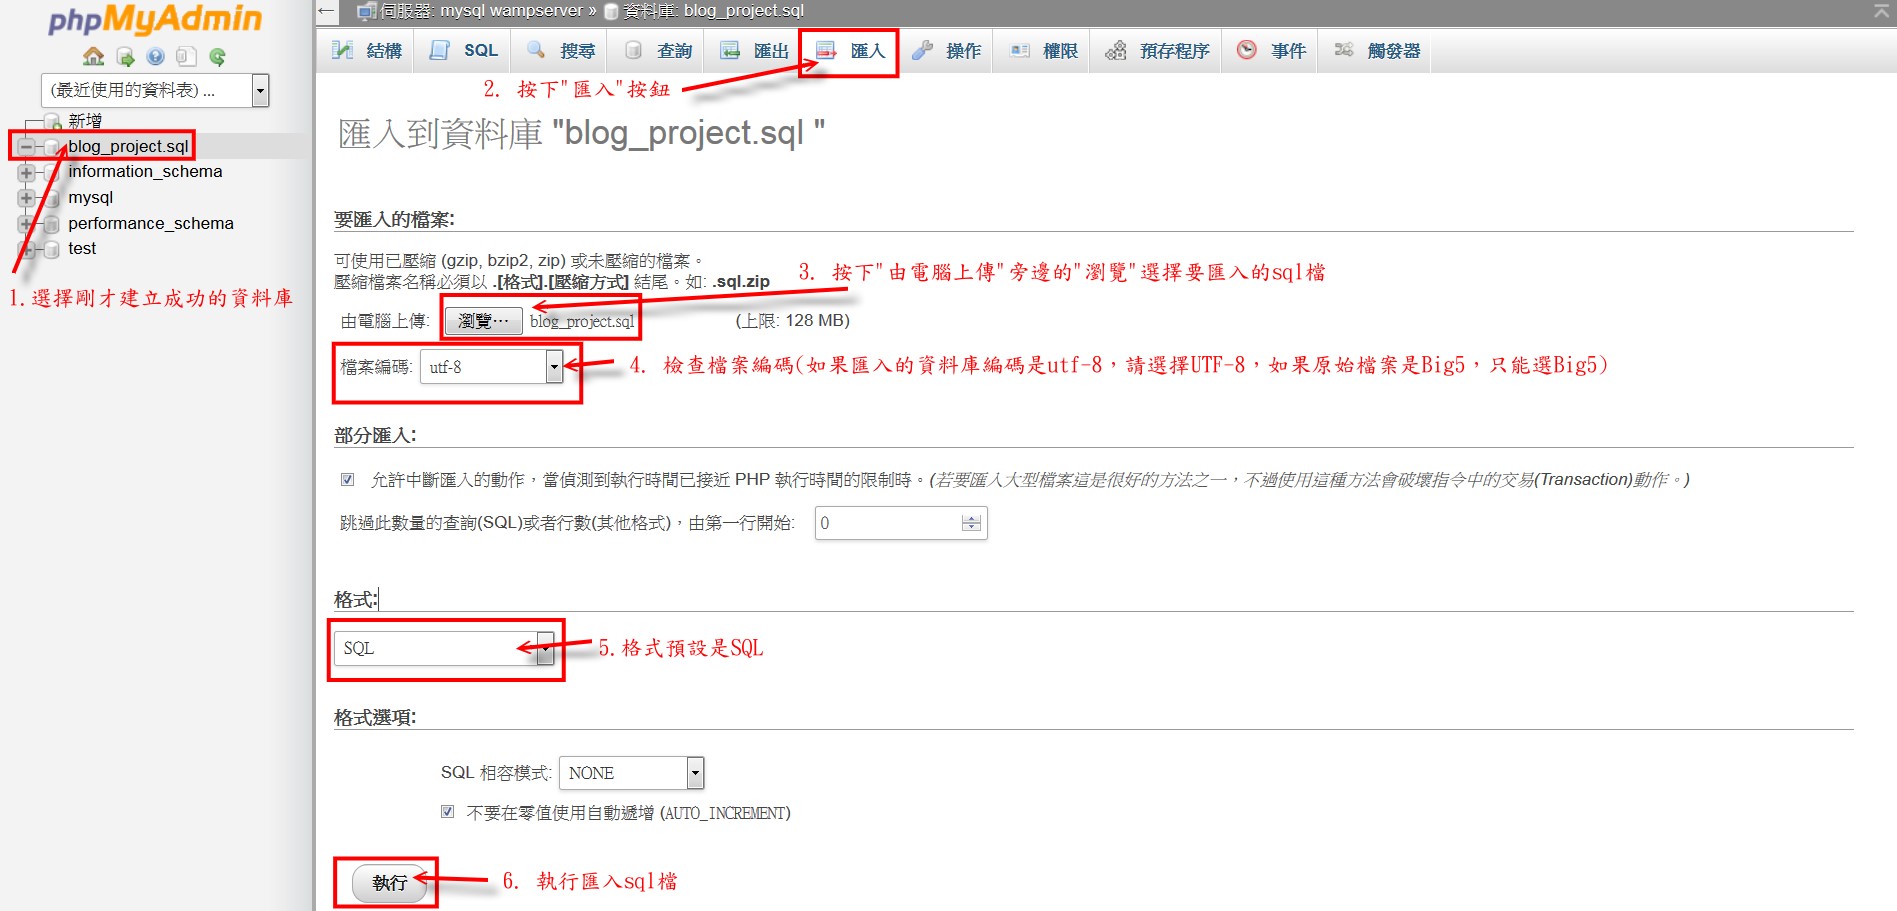 phpMyAdmin
(最近使用的資料表) ...
新增
blog_project.sql
information_schema
mysql
performance_schema
test
1.選擇剛才建立成功的資料庫
伺服器: mysql wampserver » 資料庫: blog_project.sql
結構 SQL 搜尋 查詢 匯出 匯入 操作 權限 預存程序 事件 觸發器
2. 按下"匯入"按鈕
匯入到資料庫 "blog_project.sql "
要匯入的檔案:
可使用已壓縮 (gzip, bzip2, zip) 或未壓縮的檔案。
壓縮檔案名稱必須以 .[格式].[壓縮方式] 結尾。如: .sql.zip
3. 按下"由電腦上傳"旁邊的"瀏覽"選擇要匯入的sql檔
由電腦上傳: 瀏覽… blog_project.sql (上限: 128 MB)
檔案編碼: utf-8
4. 檢查檔案編碼(如果匯入的資料庫編碼是utf-8，請選擇UTF-8，如果原始檔案是Big5，只能選Big5)
部分匯入:
允許中斷匯入的動作，當偵測到執行時間已接近 PHP 執行時間的限制時。(若要匯入大型檔案這是很好的方法之一，不過使用這種方法會破壞指令中的交易(Transaction)動作。)
跳過此數量的查詢(SQL)或者行數(其他格式)，由第一行開始: 0
格式:
SQL
5.格式預設是SQL
格式選項:
SQL 相容模式: NONE
不要在零值使用自動遞增 (AUTO_INCREMENT)
執行
6. 執行匯入sql檔